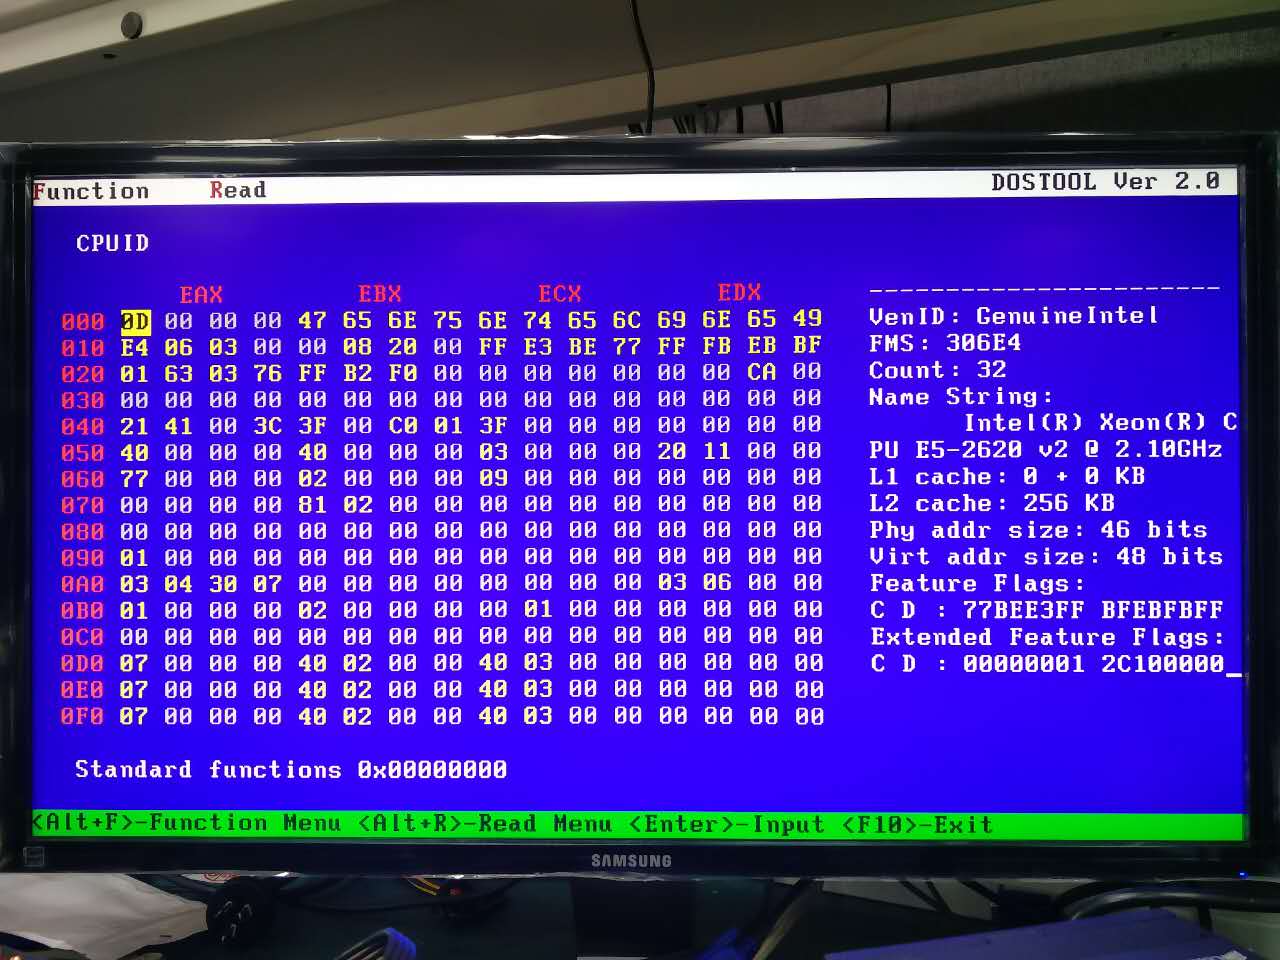 Function Read DOSTOOL Ver 2.0
CPUID
EAX EBX ECX EDX
000 0D 00 00 00 47 65 6E 75 6E 74 65 6C 69 6E 65 49
010 E4 06 03 00 00 08 20 00 FF E3 BE 77 FF FB EB BF
020 01 63 03 76 FF B2 F0 00 00 00 00 00 00 00 CA 00
030 00 00 00 00 00 00 00 00 00 00 00 00 00 00 00 00
040 21 41 00 3C 3F 00 C0 01 3F 00 00 00 00 00 00 00
050 40 00 00 00 40 00 00 00 03 00 00 00 20 11 00 00
060 77 00 00 00 02 00 00 00 09 00 00 00 00 00 00 00
070 00 00 00 00 81 02 00 00 00 00 00 00 00 00 00 00
080 00 00 00 00 00 00 00 00 00 00 00 00 00 00 00 00
090 01 00 00 00 00 00 00 00 00 00 00 00 00 00 00 00
0A0 03 04 30 07 00 00 00 00 00 00 00 00 03 06 00 00
0B0 01 00 00 00 02 00 00 00 00 01 00 00 00 00 00 00
0C0 00 00 00 00 00 00 00 00 00 00 00 00 00 00 00 00
0D0 07 00 00 00 40 02 00 00 40 03 00 00 00 00 00 00
0E0 07 00 00 00 40 02 00 00 40 03 00 00 00 00 00 00
0F0 07 00 00 00 40 02 00 00 40 03 00 00 00 00 00 00
------------------------
VenID: GenuineIntel
FMS: 306E4
Count: 32
Name String:
Intel(R) Xeon(R) C
PU E5-2620 v2 @ 2.10GHz
L1 cache: 0 + 0 KB
L2 cache: 256 KB
Phy addr size: 46 bits
Virt addr size: 48 bits
Feature Flags:
C D : 77BEE3FF BFEBFBFF
Extended Feature Flags:
C D : 00000001 2C100000_
Standard functions 0x00000000
<Alt+F>-Function Menu <Alt+R>-Read Menu <Enter>-Input <F10>-Exit
SAMSUNG